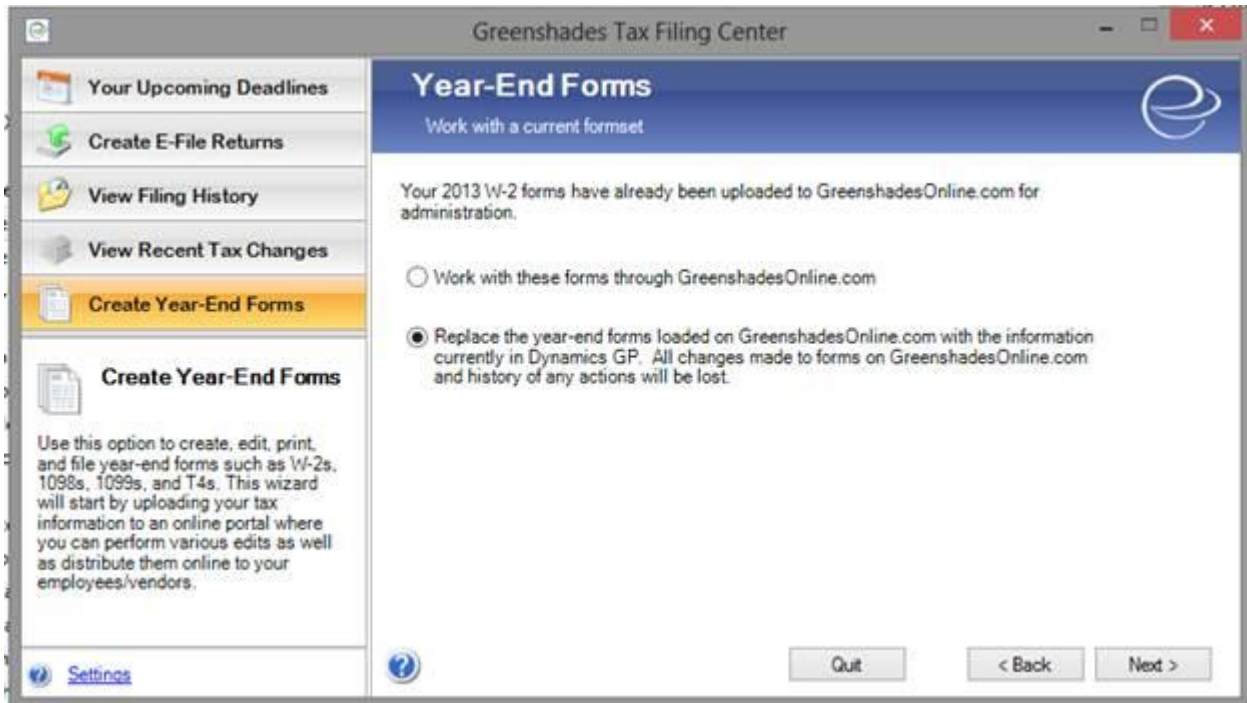 Greenshades Tax Filing Center
Your Upcoming Deadlines
Create E-File Returns
View Filing History
View Recent Tax Changes
Create Year-End Forms
Create Year-End Forms
Use this option to create, edit, print,
and file year-end forms such as W-2s,
1098s, 1099s, and T4s. This wizard
will start by uploading your tax
information to an online portal where
you can perform various edits as well
as distribute them online to your
employees/vendors.
Settings
Year-End Forms
Work with a current formset
Your 2013 W-2 forms have already been uploaded to GreenshadesOnline.com for
administration.
Work with these forms through GreenshadesOnline.com
Replace the year-end forms loaded on GreenshadesOnline.com with the information
currently in Dynamics GP. All changes made to forms on GreenshadesOnline.com
and history of any actions will be lost.
Quit
< Back
Next >